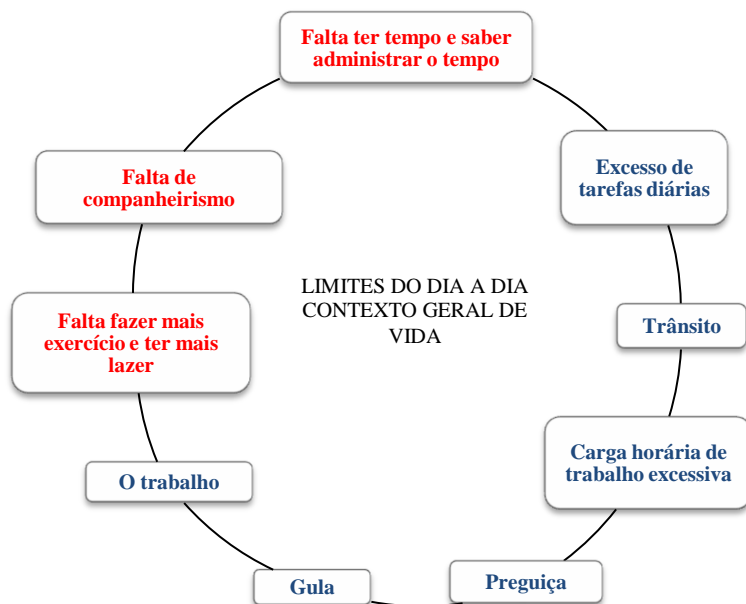 Falta ter tempo e saber
administrar o tempo
Excesso de
tarefas diárias
Trânsito
Carga horária de
trabalho excessiva
Preguiça
Gula
O trabalho
Falta fazer mais
exercício e ter mais
lazer
Falta de
companheirismo
LIMITES DO DIA A DIA
CONTEXTO GERAL DE
VIDA